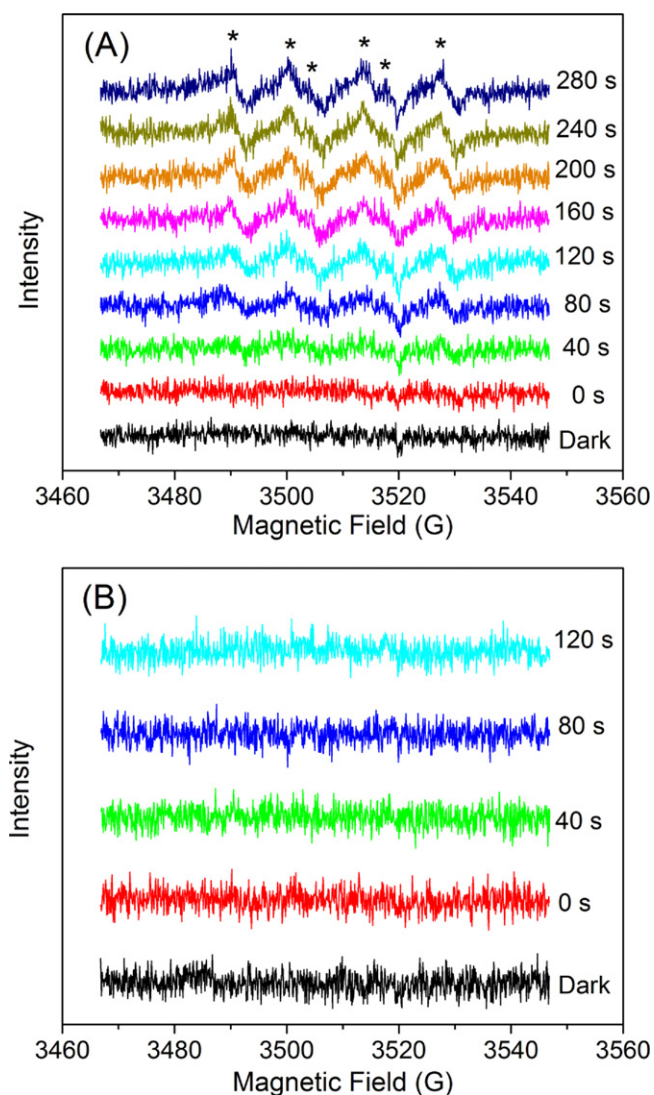 (A)
* * * * * *
280 s
240 s
200 s
160 s
120 s
80 s
40 s
0 s
Dark
Intensity
3460 3480 3500 3520 3540 3560
Magnetic Field (G)
(B)
120 s
80 s
40 s
0 s
Dark
Intensity
3460 3480 3500 3520 3540 3560
Magnetic Field (G)